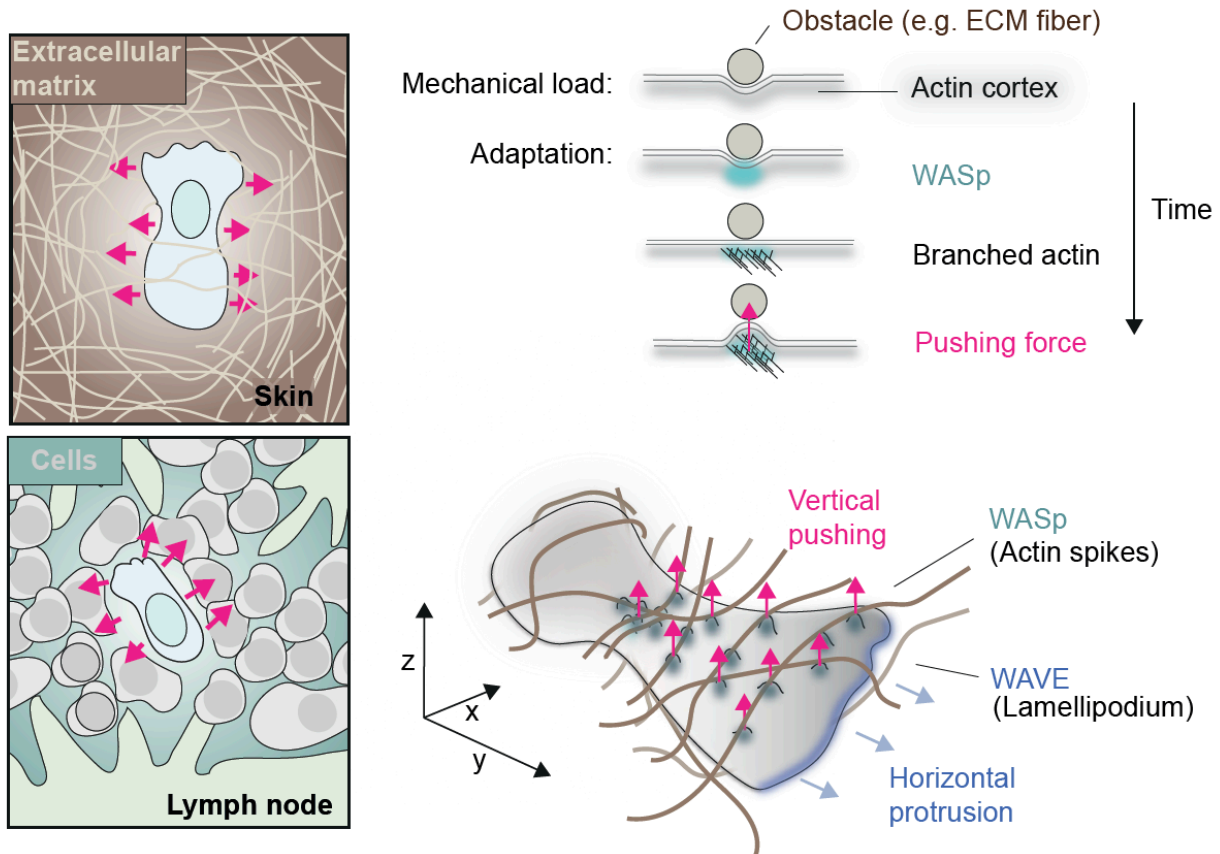 Extracellular
matrix
Skin
Obstacle (e.g. ECM fiber)
Mechanical load:
Actin cortex
Adaptation:
WASp
Time
Branched actin
Pushing force
Cells
Lymph node
Vertical
pushing
WASp
(Actin spikes)
z
x
y
WAVE
(Lamellipodium)
Horizontal
protrusion